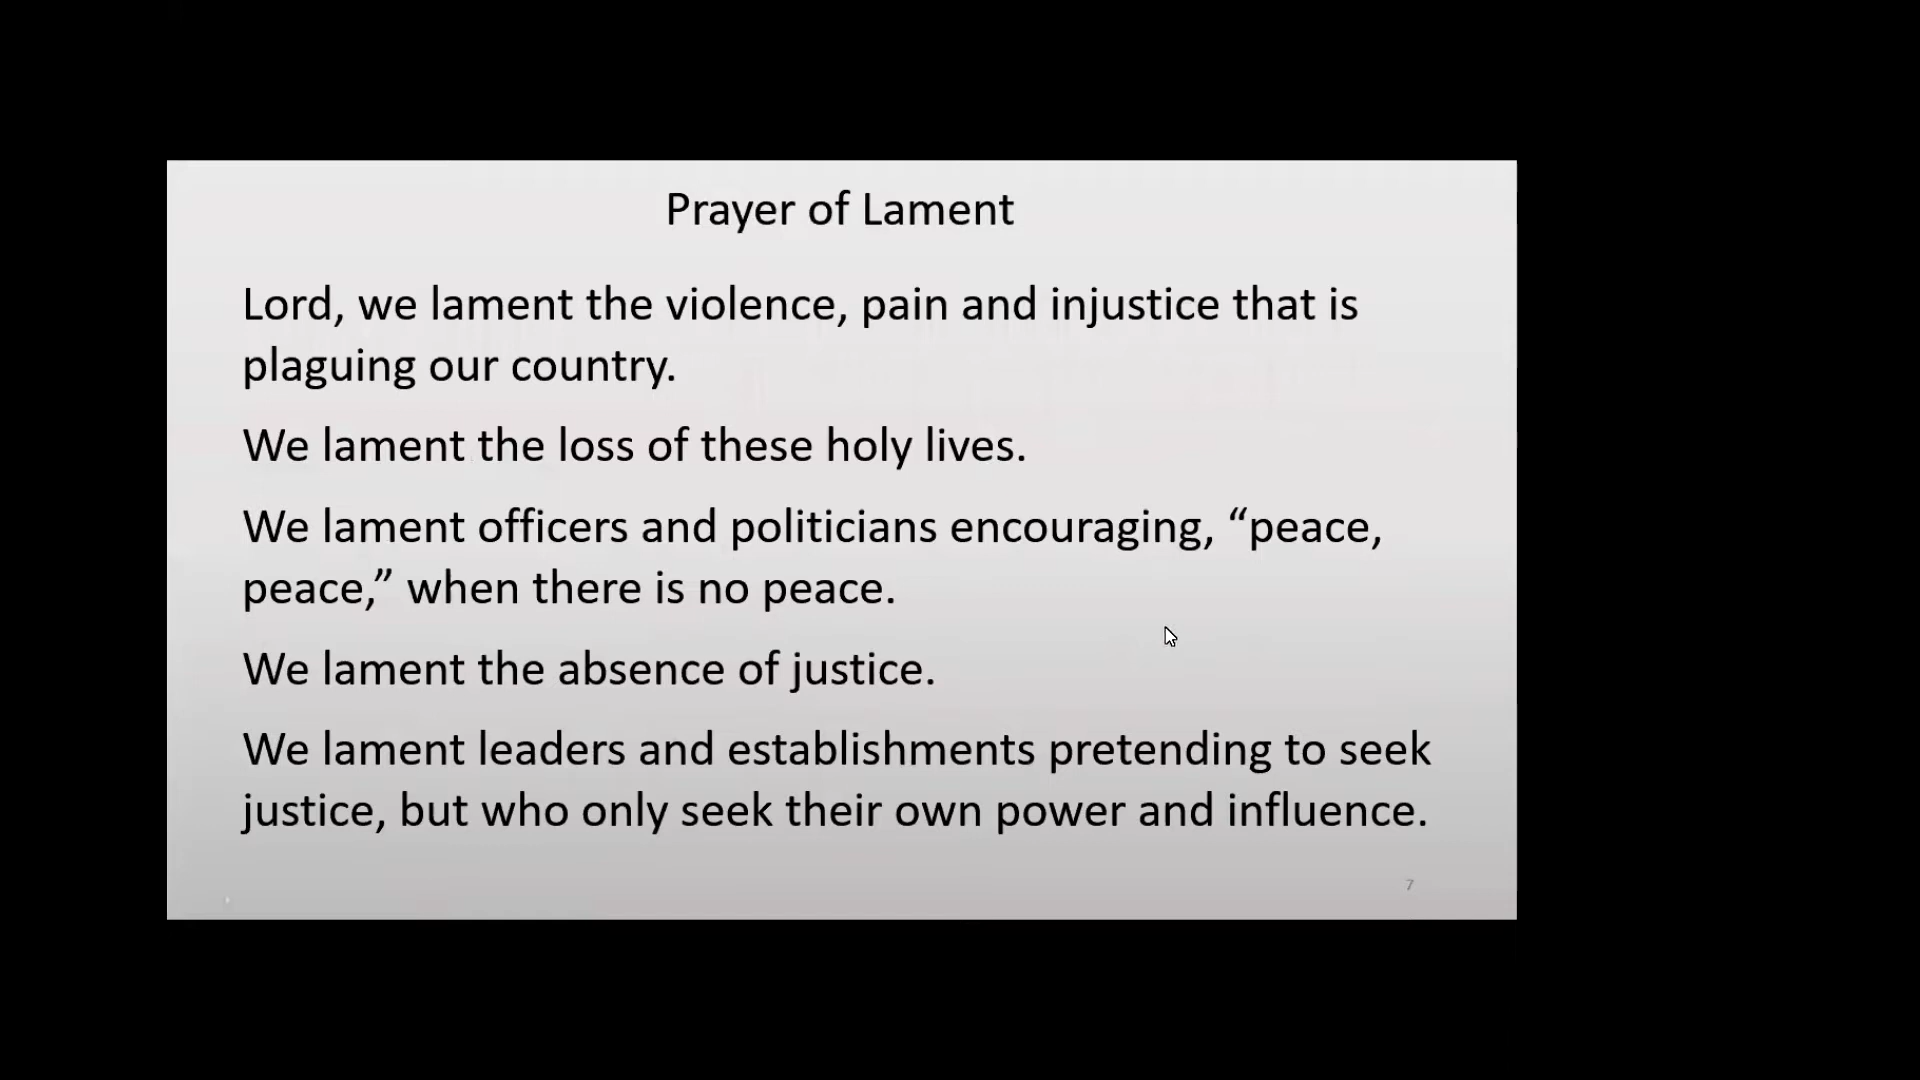 Prayer of Lament
Lord, we lament the violence, pain and injustice that is
plaguing our country.
We lament the loss of these holy lives.
We lament officers and politicians encouraging, “peace,
peace,” when there is no peace.
We lament the absence of justice.
We lament leaders and establishments pretending to seek
justice, but who only seek their own power and influence.
7